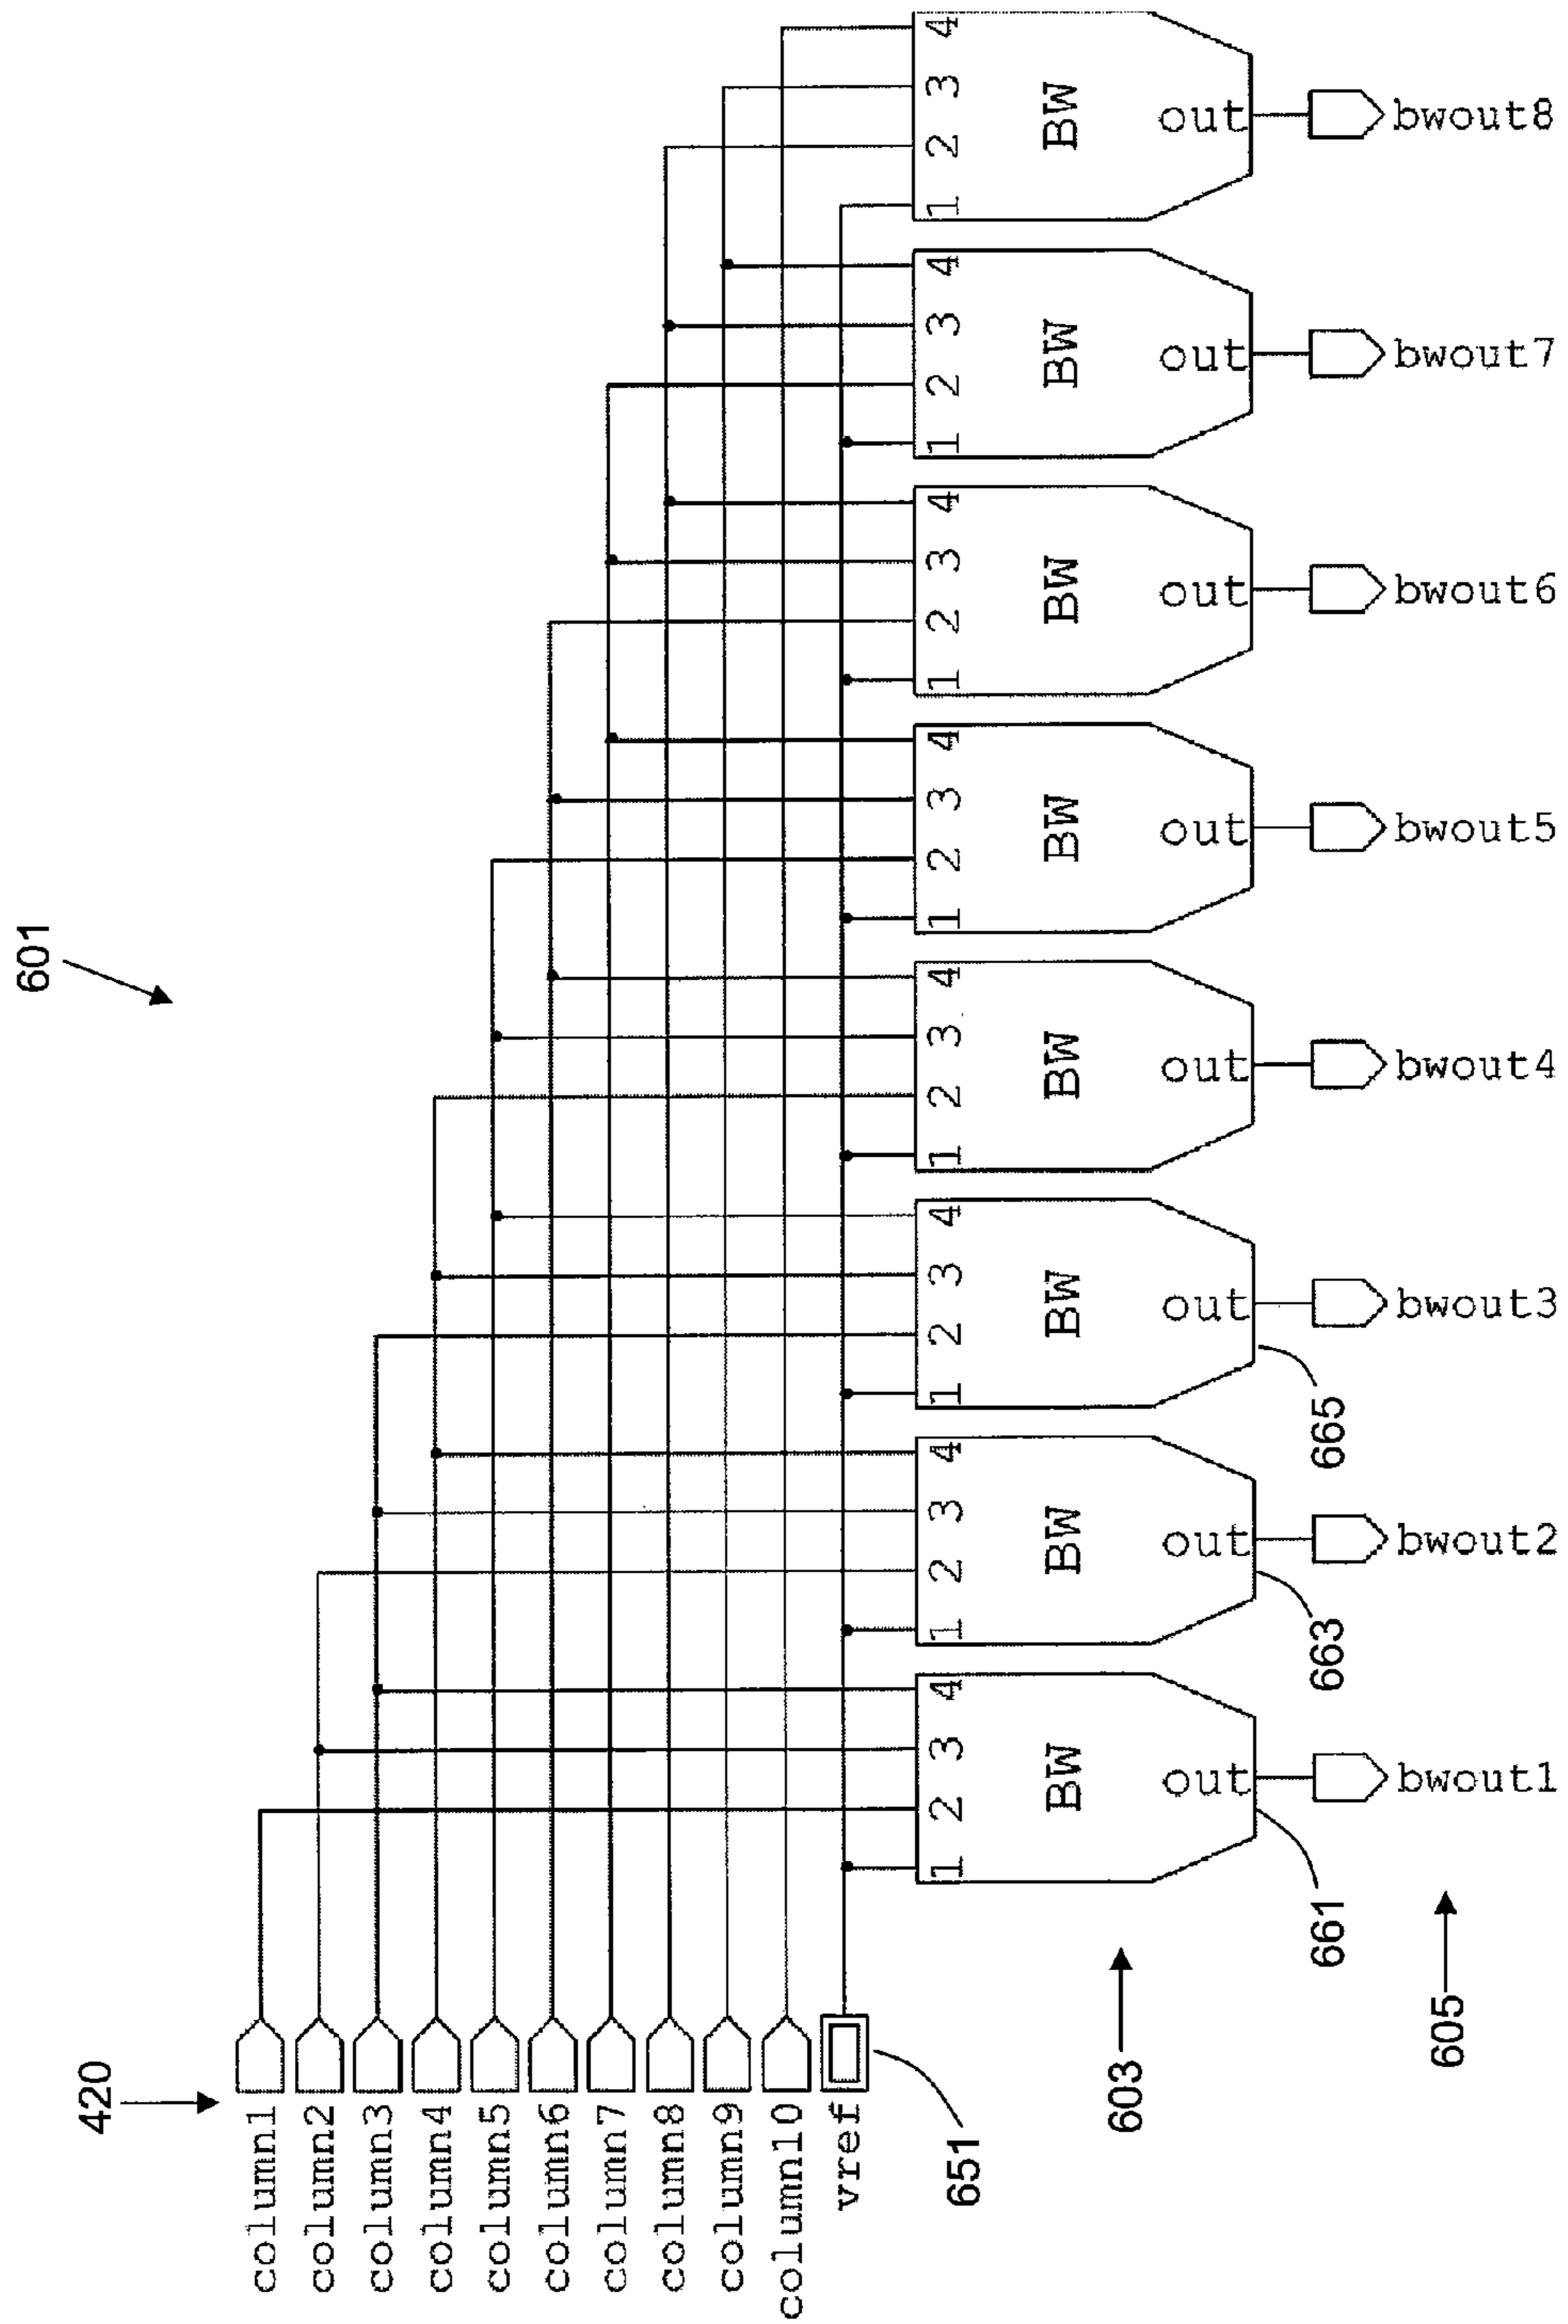 601
420
column1
column2
column3
column4
column5
column6
column7
column8
column9
column10
vref
651
1 2 3 4
BW
out
bwout1
661
1 2 3 4
BW
out
bwout2
663
1 2 3 4
BW
out
bwout3
665
1 2 3 4
BW
out
bwout4
1 2 3 4
BW
out
bwout5
1 2 3 4
BW
out
bwout6
1 2 3 4
BW
out
bwout7
1 2 3 4
BW
out
bwout8
603
605